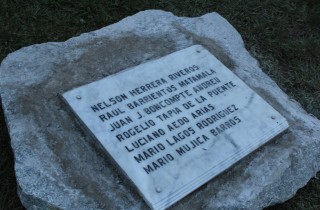 NELSON HERRERA RIVEROS
RAUL BARRIENTOS MATAMALA
JUAN J. BONCOMPTE ANDREU
ROGELIO TAPIA DE LA PUENTE
LUCIANO AEDO ARIAS
MARIO LAGOS RODRIGUEZ
MARIO MUJICA BARROS